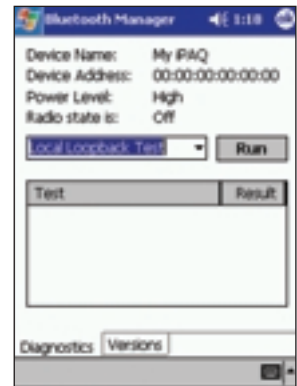 Bluetooth Manager 1:18
Device Name: My iPAQ
Device Address: 00:00:00:00:00:00
Power Level: High
Radio state is: Off
Local Loopback Test Run
Test Result
Diagnostics Versions